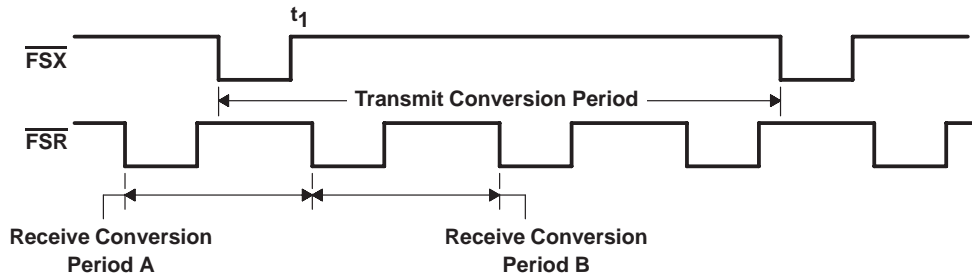 t1
FSX
Transmit Conversion Period
FSR
Receive Conversion
Period A
Receive Conversion
Period B